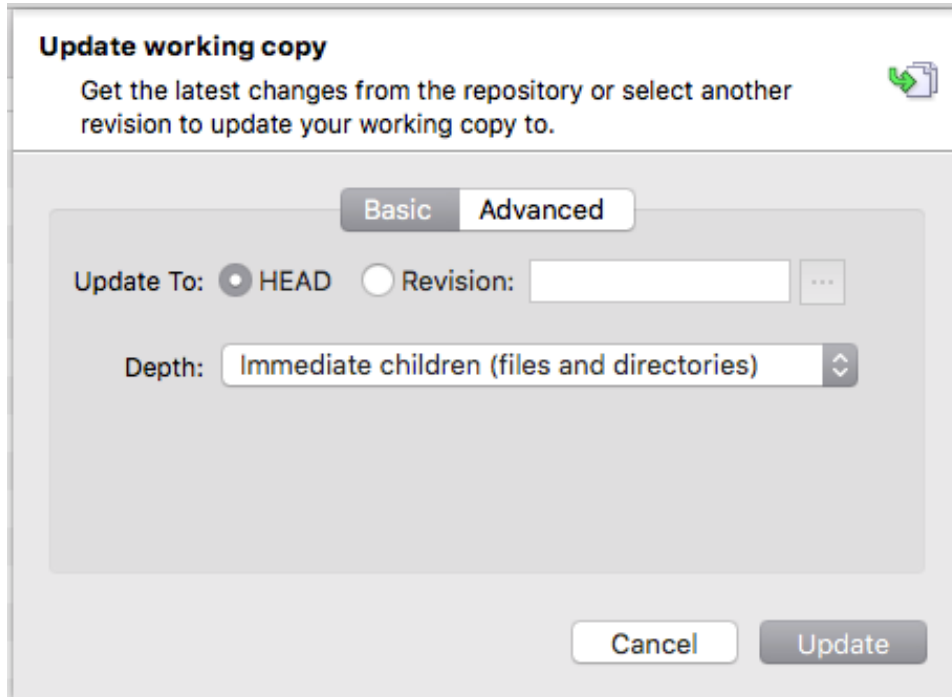 Update working copy
Get the latest changes from the repository or select another
revision to update your working copy to.
Basic Advanced
Update To: HEAD Revision: ...
Depth: Immediate children (files and directories)
Cancel Update